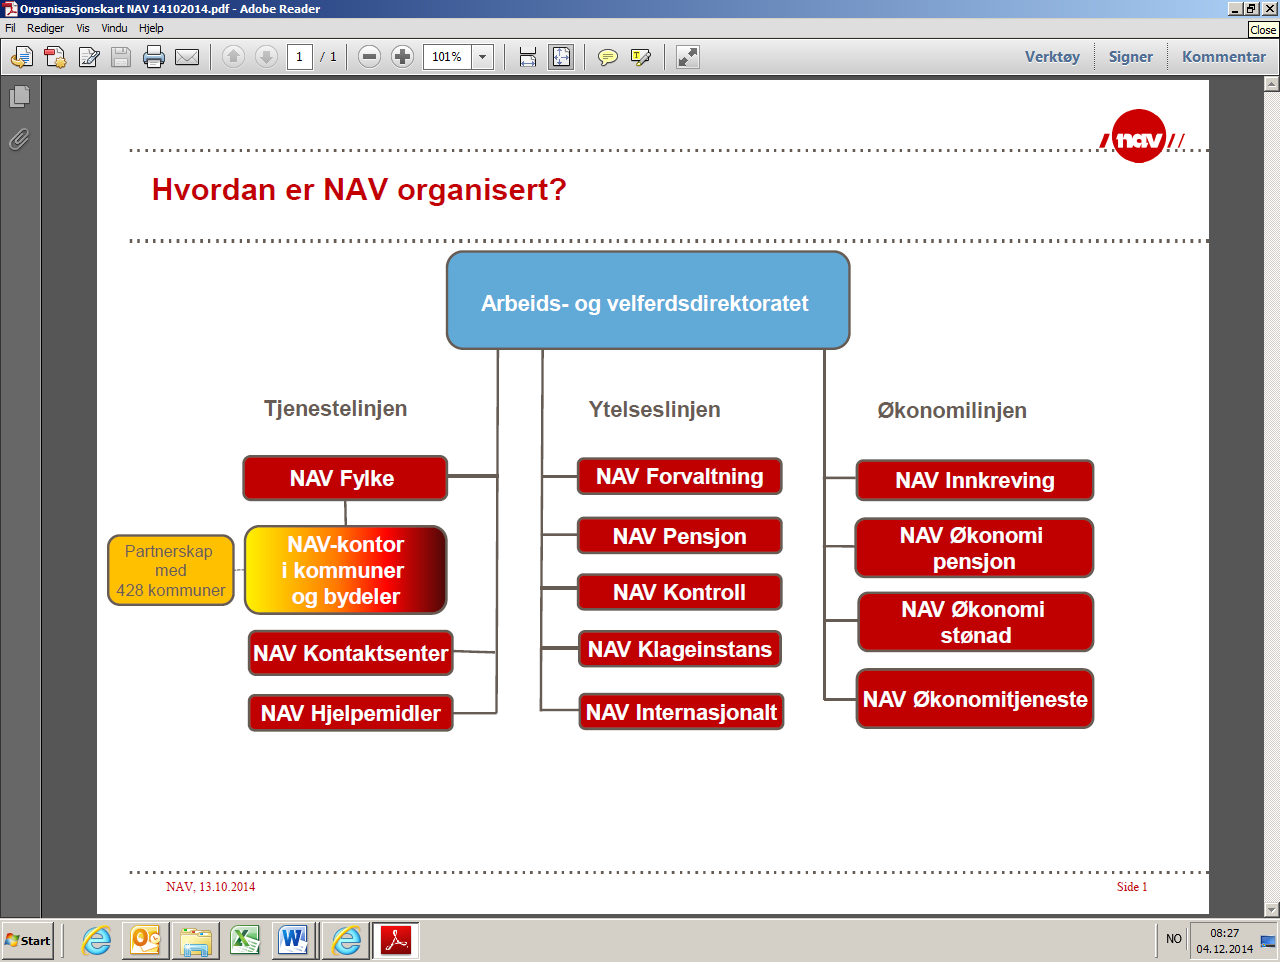 Organisasjonskart NAV 14102014.pdf - Adobe Reader
Fil Rediger Vis Vindu Hjelp
Close
1 / 1
101%
Verktøy Signer Kommentar
nav
Hvordan er NAV organisert?
Arbeids- og velferdsdirektoratet
Tjenestelinjen
NAV Fylke
Partnerskap
med
428 kommuner
NAV-kontor
i kommuner
og bydeler
NAV Kontaktsenter
NAV Hjelpemidler
Ytelseslinjen
NAV Forvaltning
NAV Pensjon
NAV Kontroll
NAV Klageinstans
NAV Internasjonalt
Økonomilinjen
NAV Innkreving
NAV Økonomi
pensjon
NAV Økonomi
stønad
NAV Økonomitjeneste
NAV, 13.10.2014
Side 1
Start
NO
08:27
04.12.2014